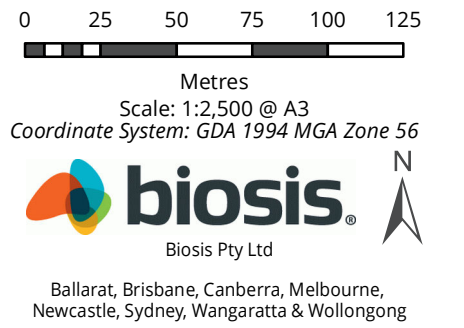 0 25 50 75 100 125
Metres
Scale: 1:2,500 @ A3
Coordinate System: GDA 1994 MGA Zone 56
N
biosis®
Biosis Pty Ltd
Ballarat, Brisbane, Canberra, Melbourne,
Newcastle, Sydney, Wangaratta & Wollongong